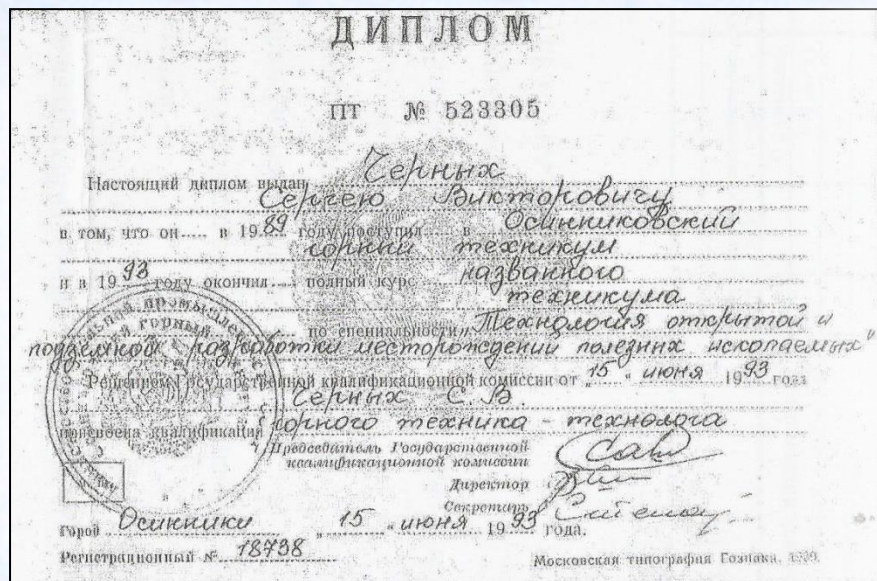 ДИПЛОМ
ПТ № 523305
Настоящий диплом выдан Черных
Сергею Викторовичу
в том, что он в 1989 году поступил в Осинниковский
горный техникум
и в 1993 году окончил полный курс названного
техникума
по специальности „Технология открытой и
подземной разработки месторождений полезных ископаемых"
Решением Государственной квалификационной комиссии от „15" июня 1993 года
Черных С. В.
присвоена квалификация горного техника - технолога
Председатель Государственной
квалификационной комиссии
Директор
Секретарь
Город Осинники „15" июня 1993 года.
Регистрационный № 18738
Московская типография Гознака.